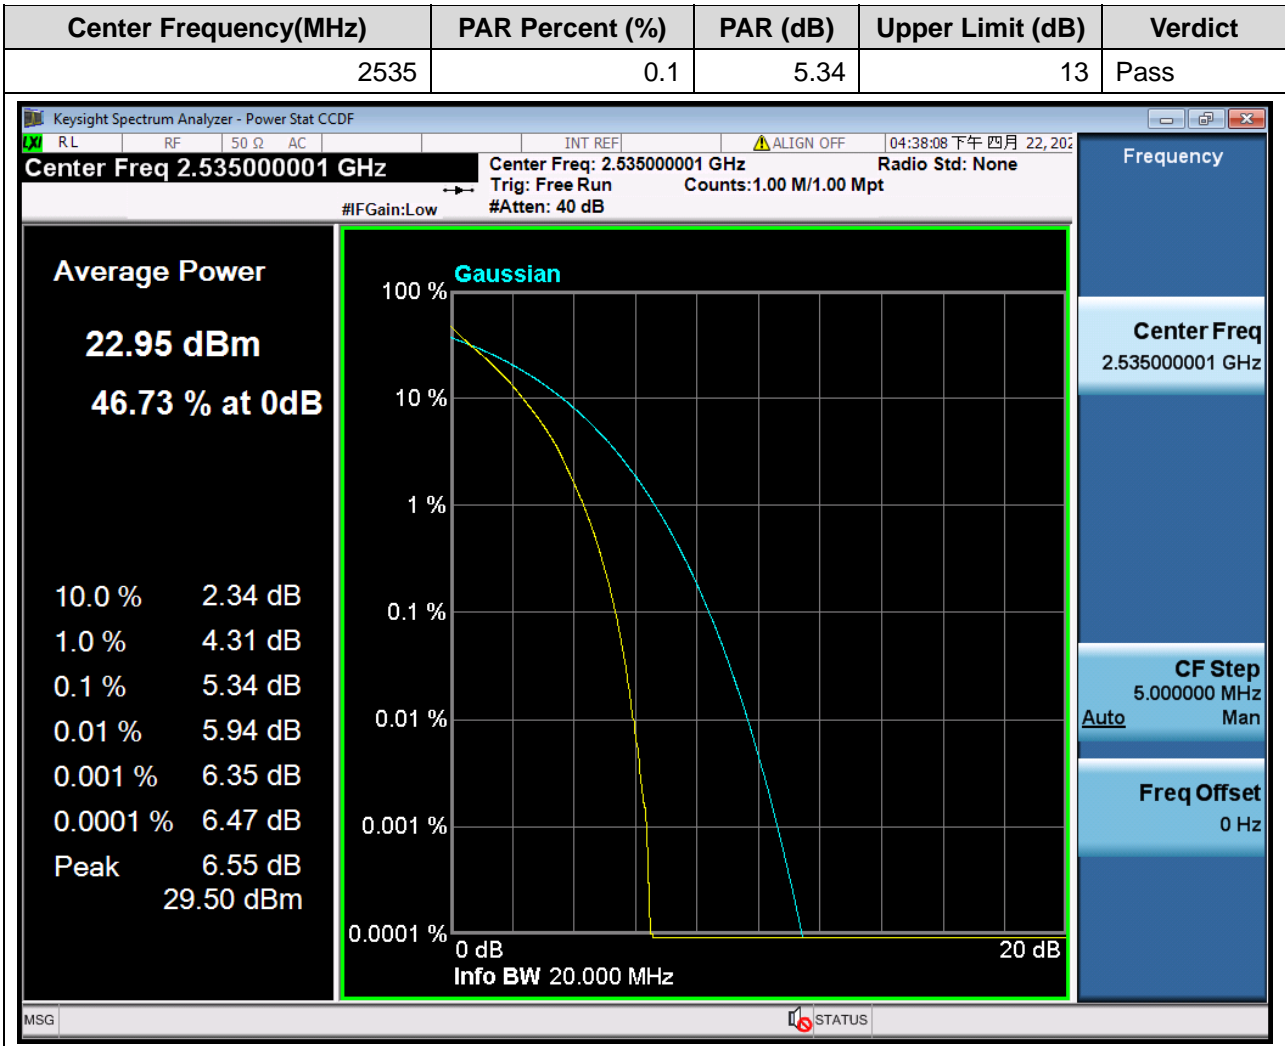 Center Frequency(MHz) PAR Percent (%) PAR (dB) Upper Limit (dB) Verdict
2535 0.1 5.34 13 Pass
Keysight Spectrum Analyzer - Power Stat CCDF
LXI RL RF 50 Ω AC INT REF ALIGN OFF 04:38:08 下午 四月 22, 202
Center Freq 2.535000001 GHz
Center Freq: 2.535000001 GHz Radio Std: None
Trig: Free Run Counts:1.00 M/1.00 Mpt
#IFGain:Low #Atten: 40 dB
Average Power
22.95 dBm
46.73 % at 0dB
10.0 % 2.34 dB
1.0 % 4.31 dB
0.1 % 5.34 dB
0.01 % 5.94 dB
0.001 % 6.35 dB
0.0001 % 6.47 dB
Peak 6.55 dB
29.50 dBm
Gaussian
100 %
10 %
1 %
0.1 %
0.01 %
0.001 %
0.0001 %
0 dB 20 dB
Info BW 20.000 MHz
Frequency
Center Freq
2.535000001 GHz
CF Step
5.000000 MHz
Auto Man
Freq Offset
0 Hz
MSG STATUS